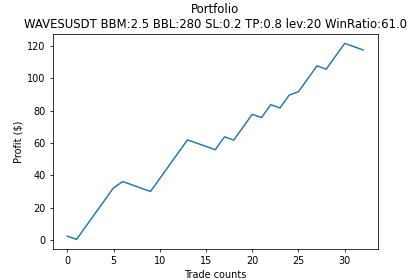 Portfolio
WAVESUSDT BBM:2.5 BBL:280 SL:0.2 TP:0.8 lev:20 WinRatio:61.0
120
100
80
60
40
20
0
Profit ($)
0 5 10 15 20 25 30
Trade counts